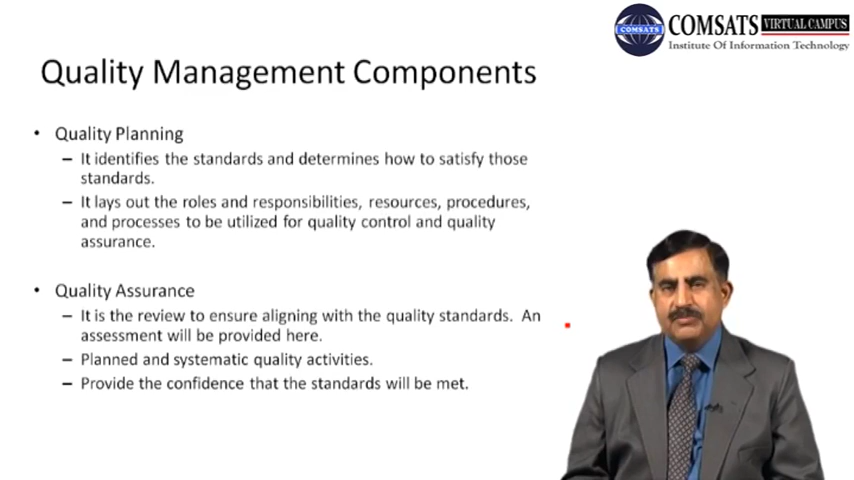 COMSATS
COMSATS VIRTUAL CAMPUS
Institute Of Information Technology
Quality Management Components
• Quality Planning
– It identifies the standards and determines how to satisfy those
standards.
– It lays out the roles and responsibilities, resources, procedures,
and processes to be utilized for quality control and quality
assurance.
• Quality Assurance
– It is the review to ensure aligning with the quality standards. An
assessment will be provided here.
– Planned and systematic quality activities.
– Provide the confidence that the standards will be met.